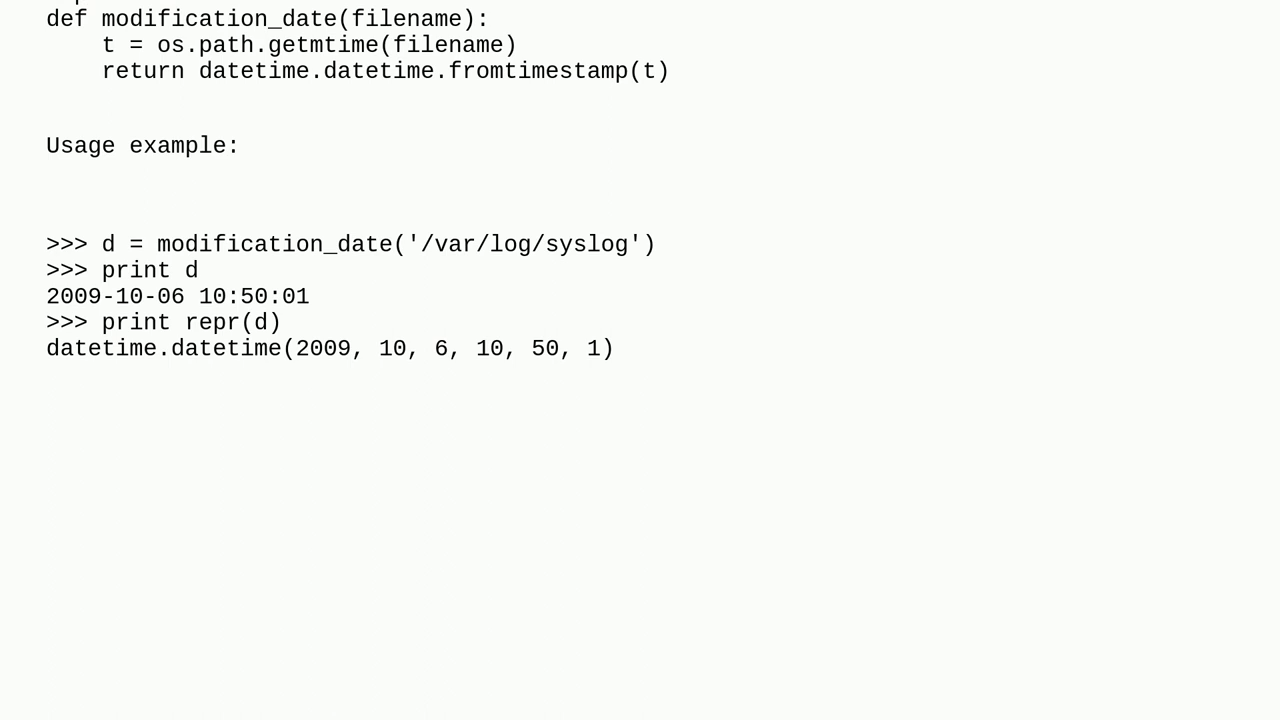 def modification_date(filename):
    t = os.path.getmtime(filename)
    return datetime.datetime.fromtimestamp(t)
Usage example:
>>> d = modification_date('/var/log/syslog')
>>> print d
2009-10-06 10:50:01
>>> print repr(d)
datetime.datetime(2009, 10, 6, 10, 50, 1)